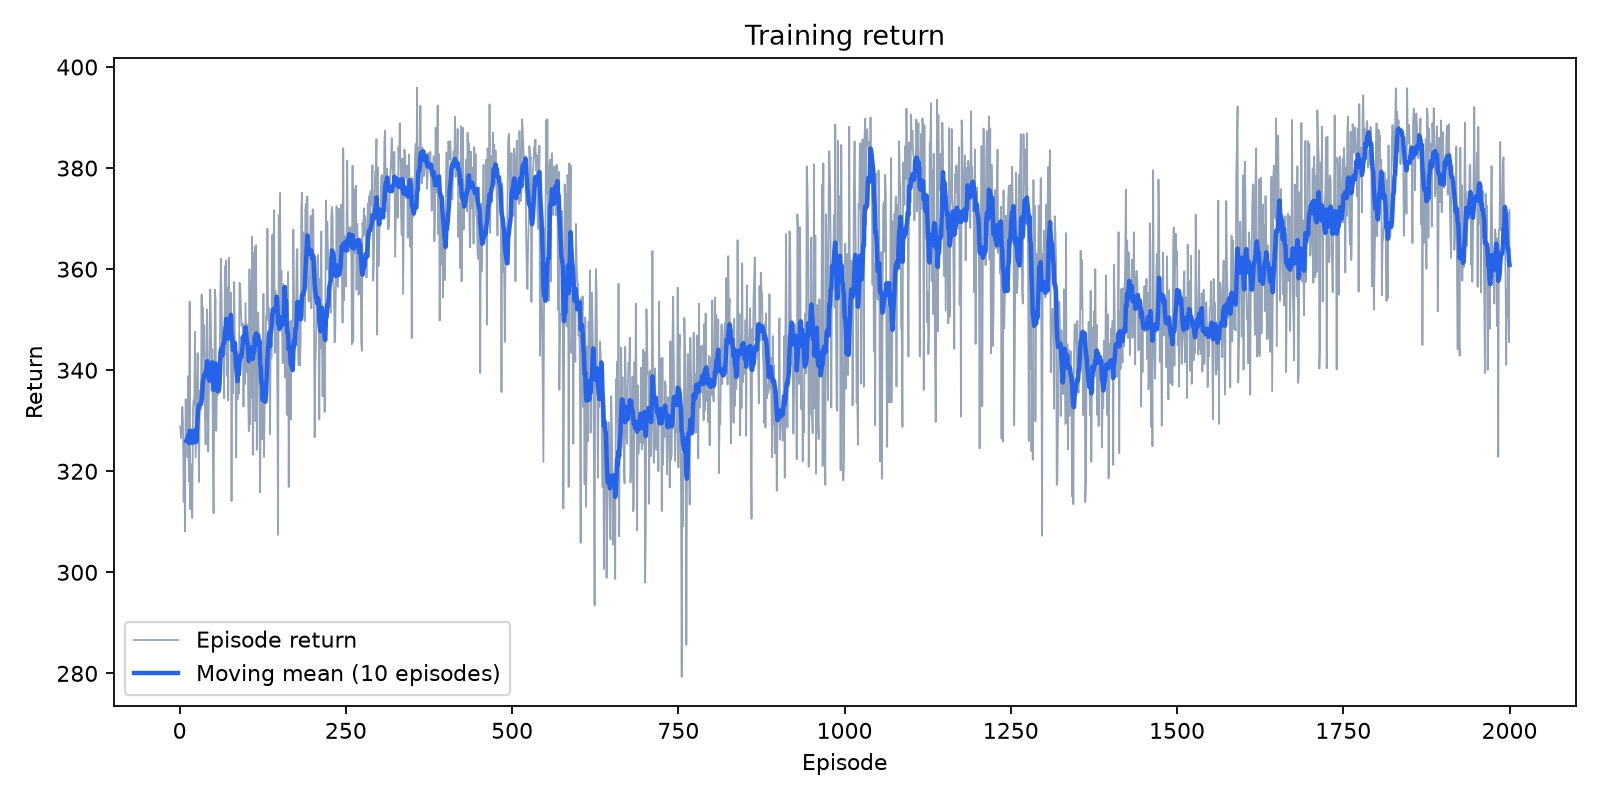 Training return
400
380
360
340
320
300
280
Return
Episode return
Moving mean (10 episodes)
0 250 500 750 1000 1250 1500 1750 2000
Episode